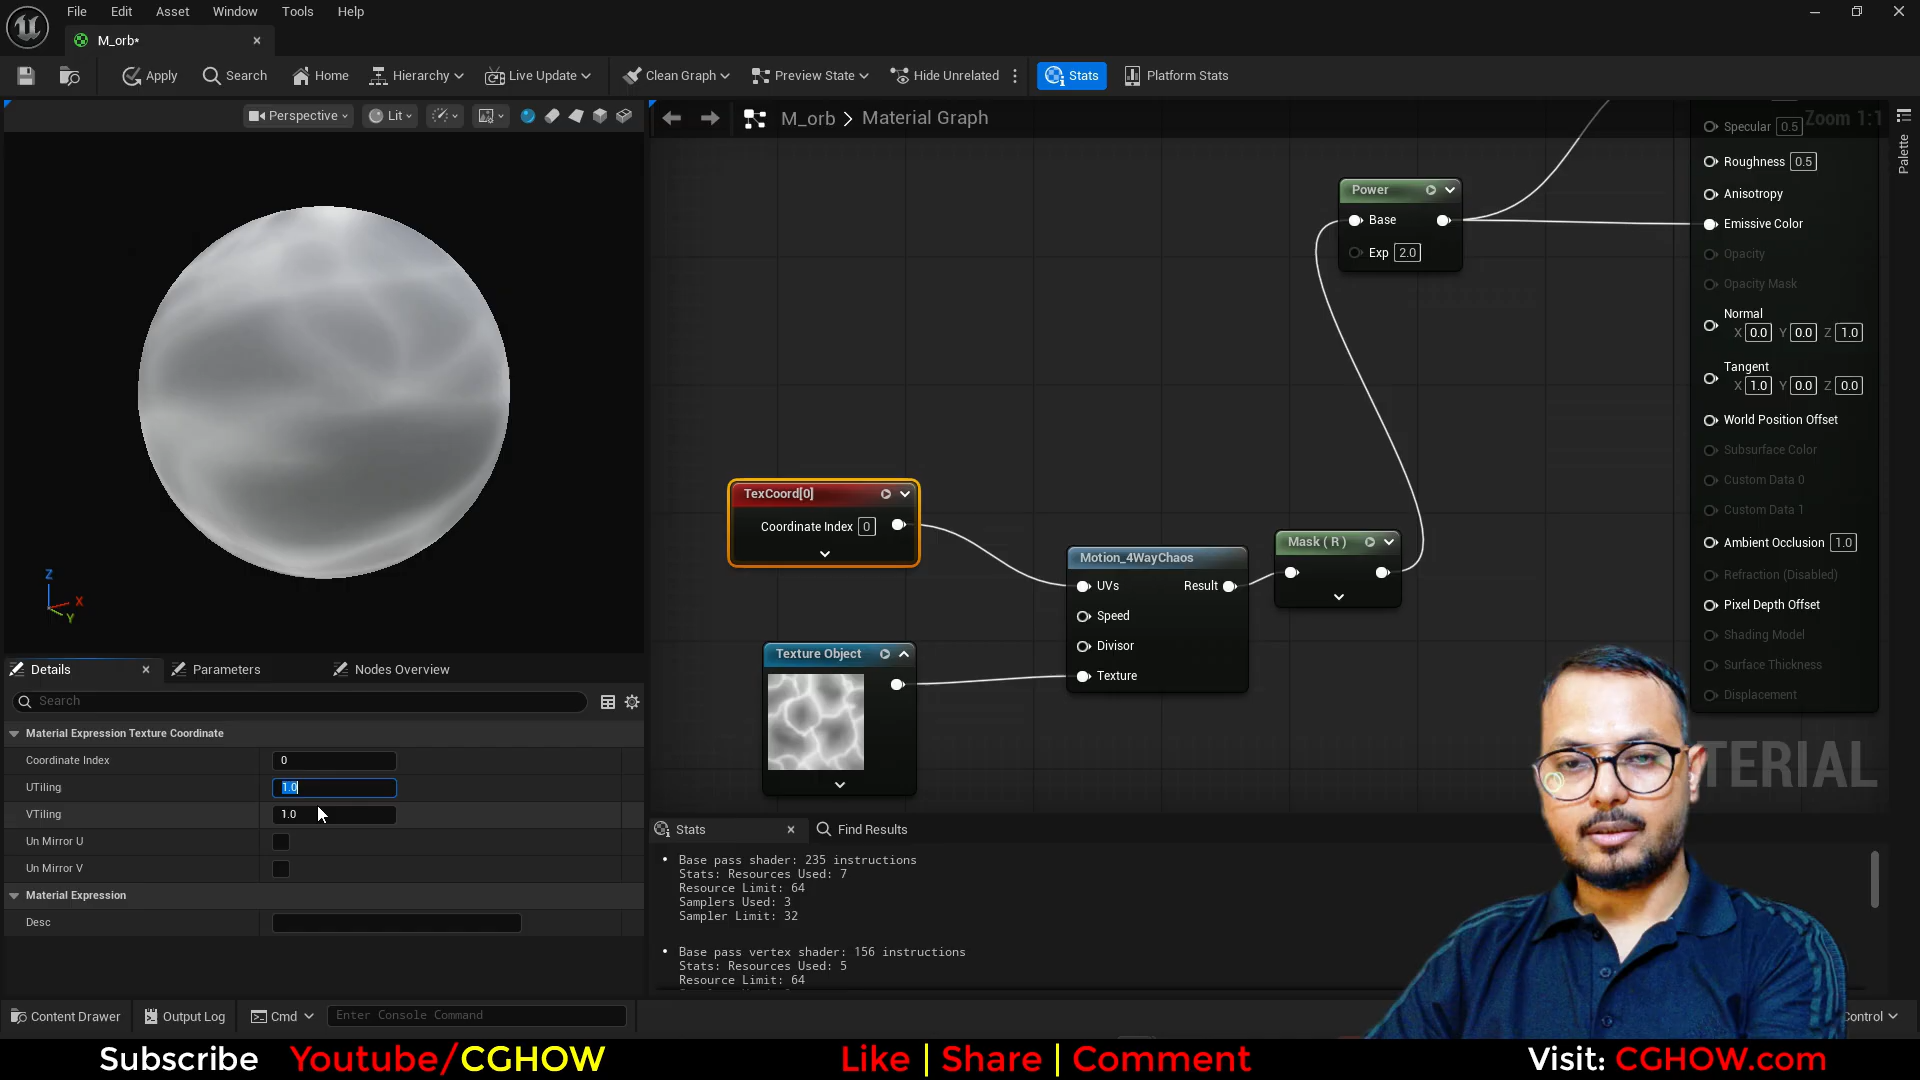 File Edit Asset Window Tools Help
M_orb*
Apply Search Home Hierarchy Live Update Clean Graph Preview State Hide Unrelated Stats Platform Stats
Perspective Lit
M_orb > Material Graph
Zoom 1:1
Palette
Specular 0.5
Roughness 0.5
Anisotropy
Emissive Color
Opacity
Opacity Mask
Normal
X 0.0 Y 0.0 Z 1.0
Tangent
X 1.0 Y 0.0 Z 0.0
World Position Offset
Subsurface Color
Custom Data 0
Custom Data 1
Ambient Occlusion 1.0
Refraction (Disabled)
Pixel Depth Offset
Shading Model
Surface Thickness
Displacement
Power
Base
Exp 2.0
TexCoord[0]
Coordinate Index 0
Motion_4WayChaos
UVs Result
Speed
Divisor
Texture
Mask ( R )
Texture Object
TERIAL
Z
X
Y
Details Parameters Nodes Overview
Search
Material Expression Texture Coordinate
Coordinate Index 0
UTiling 1.0
VTiling 1.0
Un Mirror U
Un Mirror V
Material Expression
Desc
Stats Find Results
• Base pass shader: 235 instructions
Stats: Resources Used: 7
Resource Limit: 64
Samplers Used: 3
Sampler Limit: 32
• Base pass vertex shader: 156 instructions
Stats: Resources Used: 5
Resource Limit: 64
Content Drawer Output Log Cmd Enter Console Command
Control
Subscribe Youtube/CGHOW Like | Share | Comment Visit: CGHOW.com